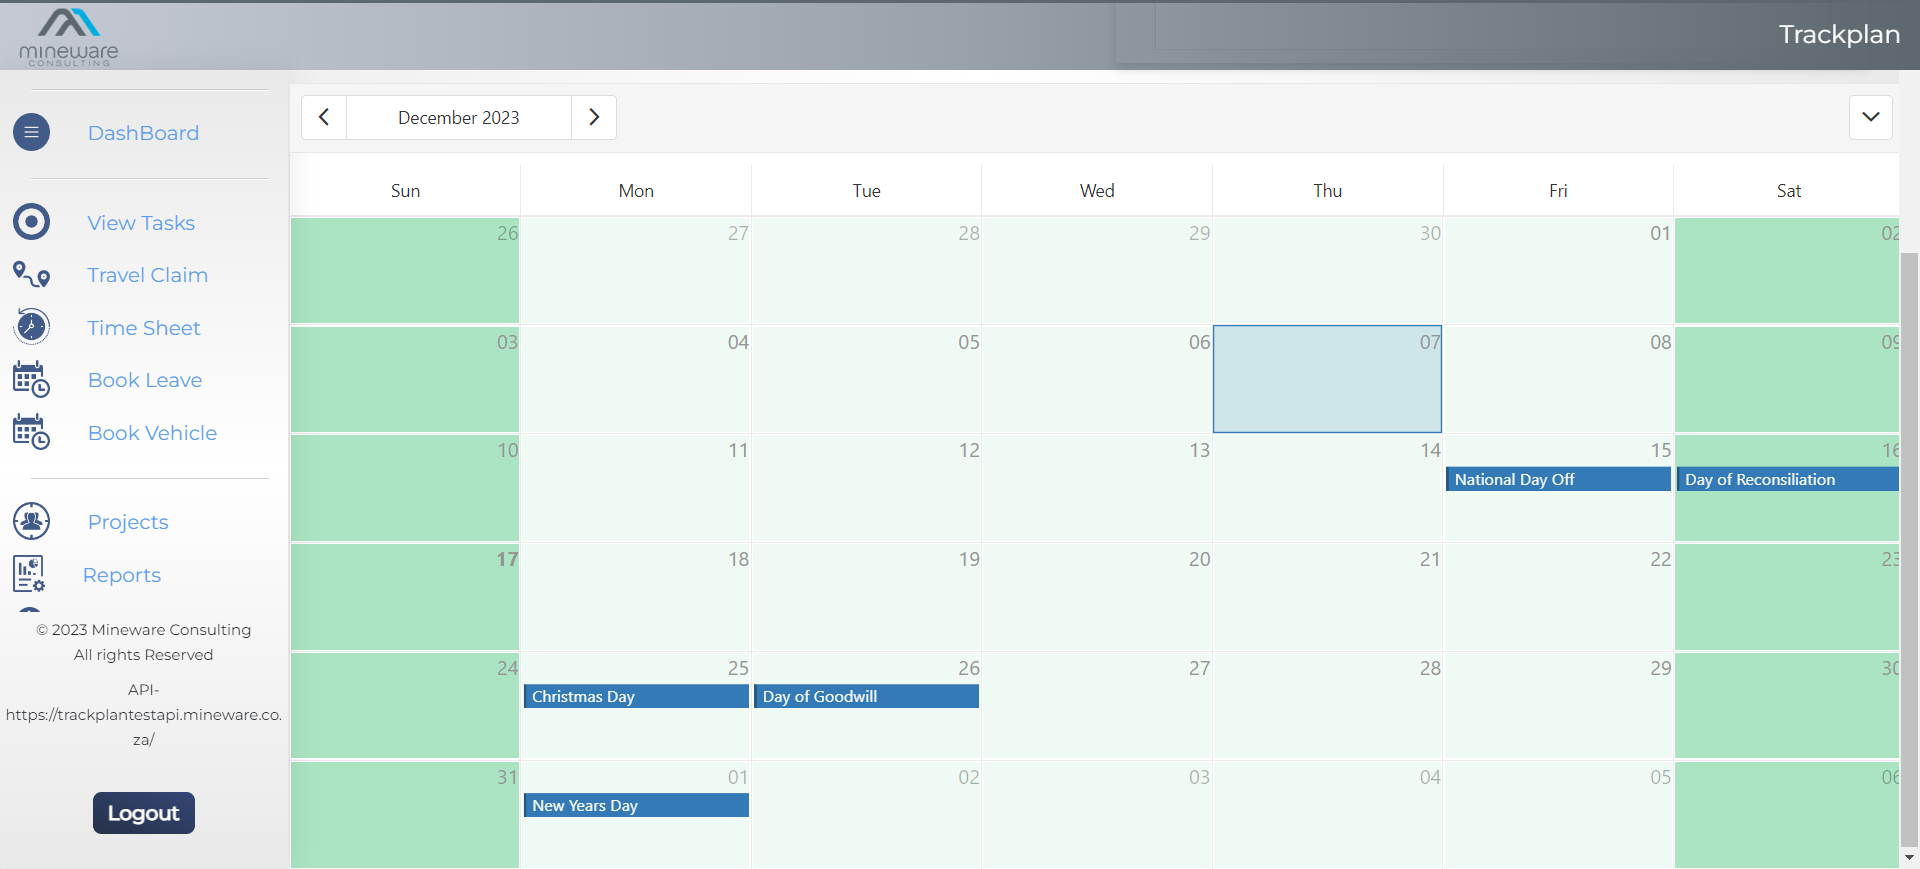 mineware
CONSULTING
Trackplan
DashBoard
View Tasks
Travel Claim
Time Sheet
Book Leave
Book Vehicle
Projects
Reports
© 2023 Mineware Consulting
All rights Reserved
API-
https://trackplantestapi.mineware.co.
za/
Logout
December 2023
Sun Mon Tue Wed Thu Fri Sat
26 27 28 29 30 01 02
03 04 05 06 07 08 09
10 11 12 13 14 15 16
National Day Off Day of Reconsiliation
17 18 19 20 21 22 23
24 25 26 27 28 29 30
Christmas Day Day of Goodwill
31 01 02 03 04 05 06
New Years Day